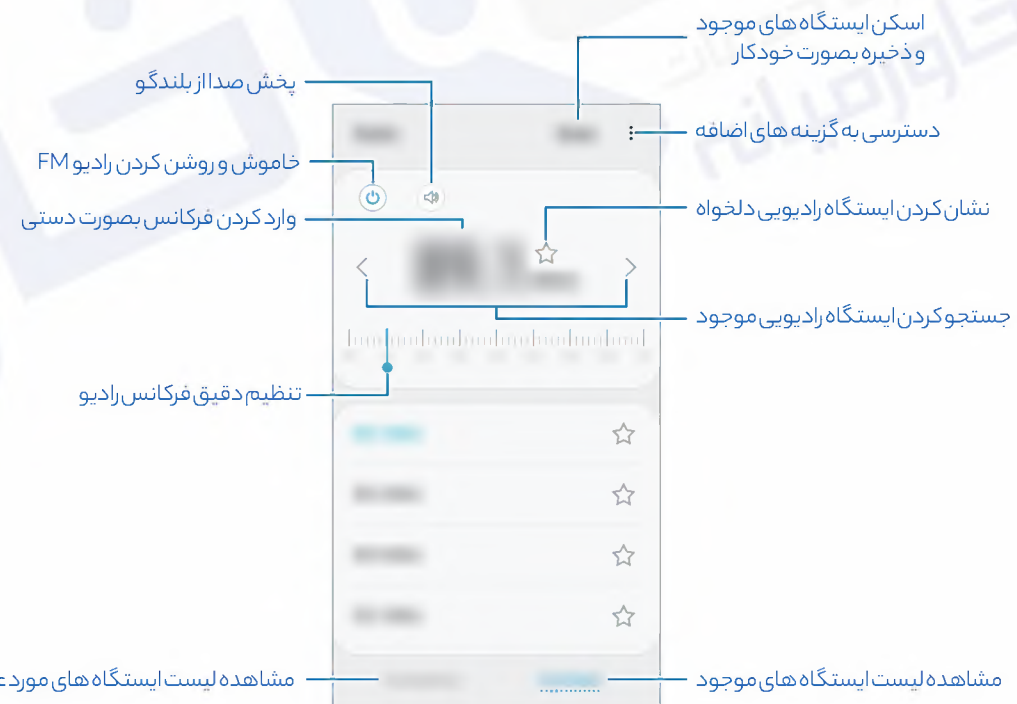 اسکن ایستگاه های موجود
و ذخیره بصورت خودکار
پخش صدا از بلندگو
دسترسی به گزینه های اضافه
خاموش و روشن کردن رادیو FM
نشان کردن ایستگاه رادیویی دلخواه
وارد کردن فرکانس بصورت دستی
جستجو کردن ایستگاه رادیویی موجود
تنظیم دقیق فرکانس رادیو
مشاهده لیست ایستگاه های موجود
مشاهده لیست ایستگاه های مورد
خاورمیانه